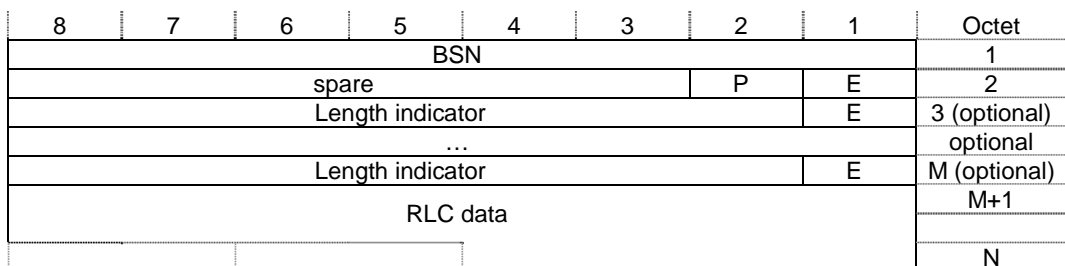 8 7 6 5 4 3 2 1 Octet
BSN 1
spare P E 2
Length indicator E 3 (optional)
… optional
Length indicator E M (optional)
RLC data M+1
N